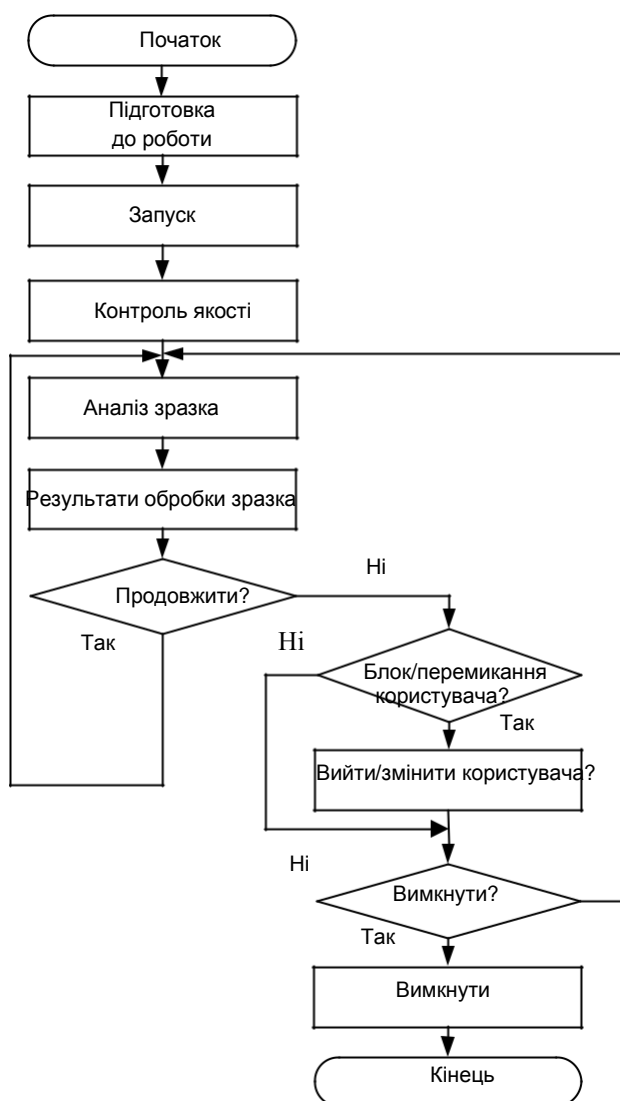 Початок
Підготовка
до роботи
Запуск
Контроль якості
Аналіз зразка
Результати обробки зразка
Ні
Продовжити?
Так
Ні
Блок/перемикання
користувача?
Так
Вийти/змінити користувача?
Ні
Вимкнути?
Так
Вимкнути
Кінець